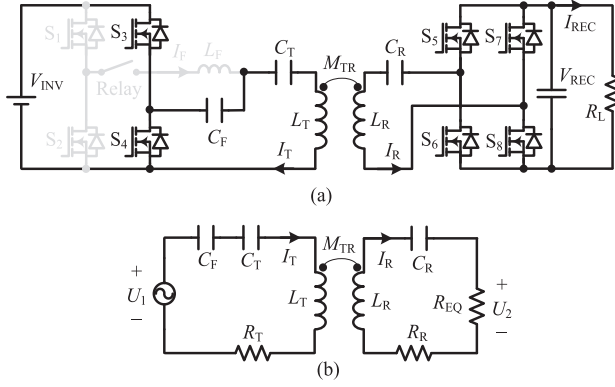 S1 S3 IF LF CT MTR CR S5 S7 IREC
VINV Relay CF LT LR VREC RL
S2 S4 IT IR S6 S8
(a)
CF CT IT MTR IR CR
+ U1 − LT LR REQ + U2 −
RT RR
(b)